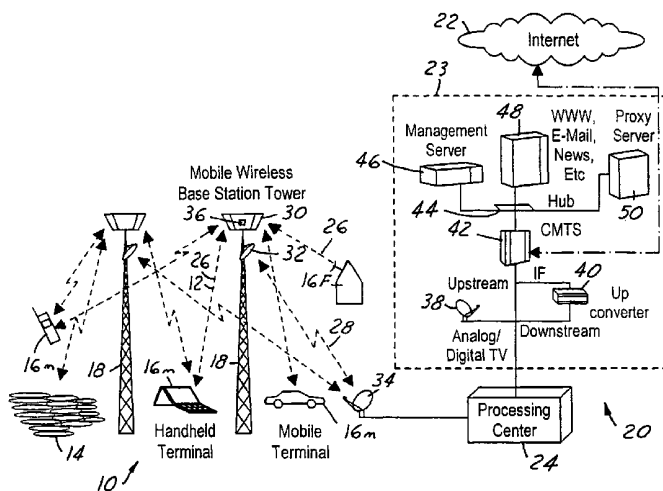 22
Internet
23
48
WWW,
E-Mail,
News,
Etc
Proxy
Server
Management
Server
46
Mobile Wireless
Base Station Tower
36
30
44
Hub
50
42
CMTS
26
32
26
12
16F
IF
40
Upstream
Up
converter
38
28
Downstream
Analog/
Digital TV
16m
18
16m
18
34
Processing
Center
14
Handheld
Terminal
Mobile
Terminal
16m
20
10
24